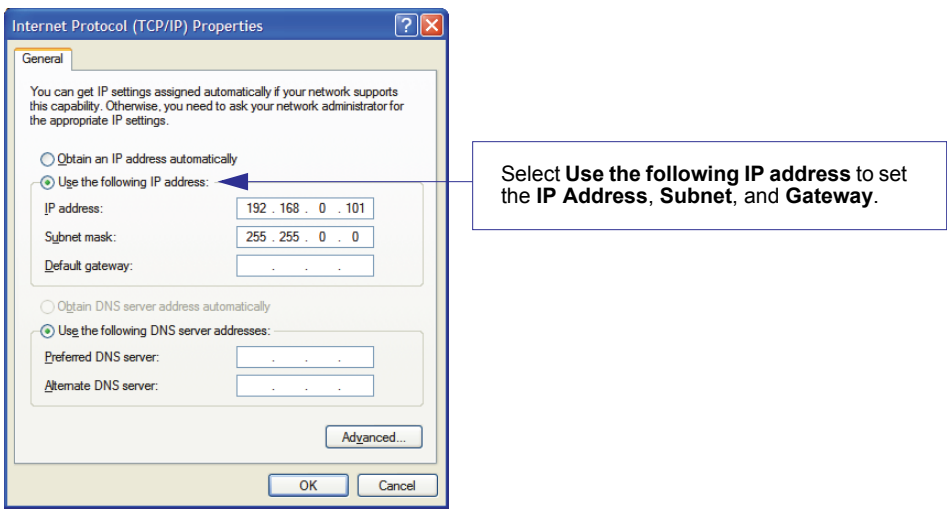 Internet Protocol (TCP/IP) Properties
General
You can get IP settings assigned automatically if your network supports
this capability. Otherwise, you need to ask your network administrator for
the appropriate IP settings.
Obtain an IP address automatically
Use the following IP address:
IP address: 192 . 168 . 0 . 101
Subnet mask: 255 . 255 . 0 . 0
Default gateway: . . .
Obtain DNS server address automatically
Use the following DNS server addresses:
Preferred DNS server: . . .
Alternate DNS server: . . .
Advanced...
OK Cancel
Select Use the following IP address to set
the IP Address, Subnet, and Gateway.